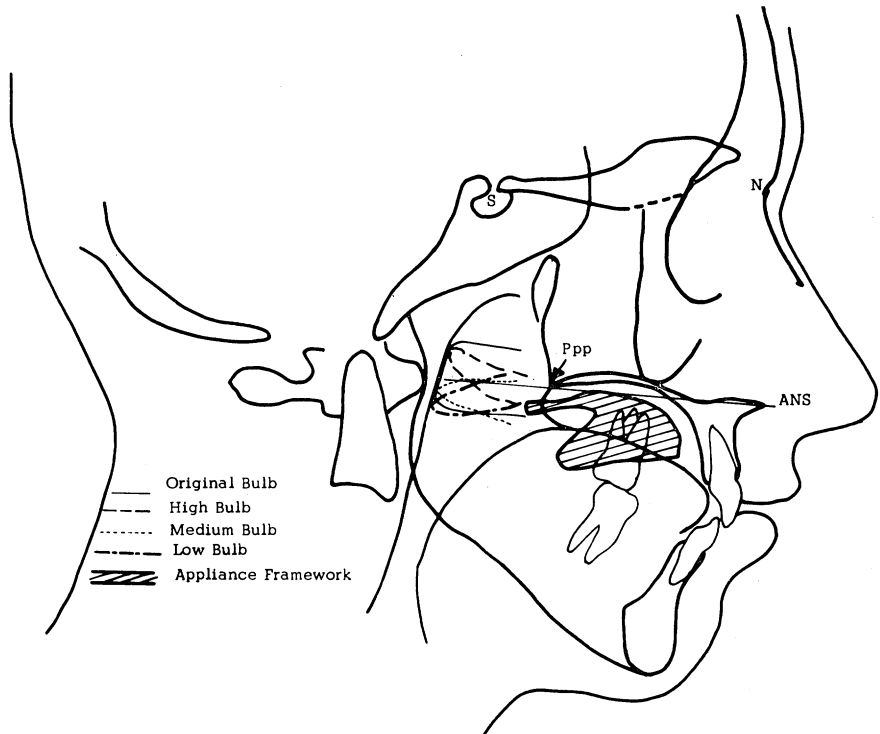 N
S
Ppp
ANS
Original Bulb
High Bulb
Medium Bulb
Low Bulb
Appliance Framework